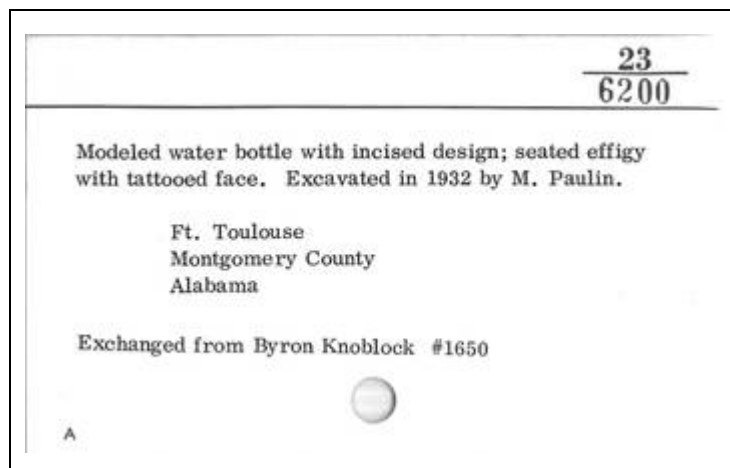 23
6200
Modeled water bottle with incised design; seated effigy
with tattooed face. Excavated in 1932 by M. Paulin.
Ft. Toulouse
Montgomery County
Alabama
Exchanged from Byron Knoblock #1650
A